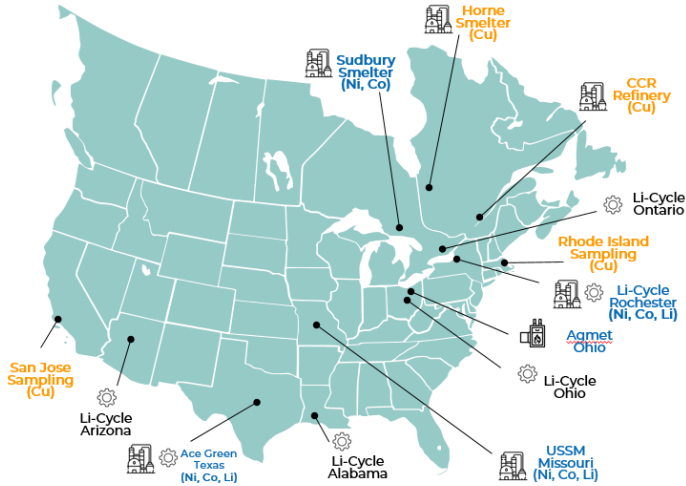 Horne
Smelter
(Cu)
Sudbury
Smelter
(Ni, Co)
CCR
Refinery
(Cu)
Li-Cycle
Ontario
Rhode Island
Sampling
(Cu)
Li-Cycle
Rochester
(Ni, Co, Li)
Aqmet
Ohio
Li-Cycle
Ohio
San Jose
Sampling
(Cu)
Li-Cycle
Arizona
Ace Green
Texas
(Ni, Co, Li)
Li-Cycle
Alabama
USSM
Missouri
(Ni, Co, Li)